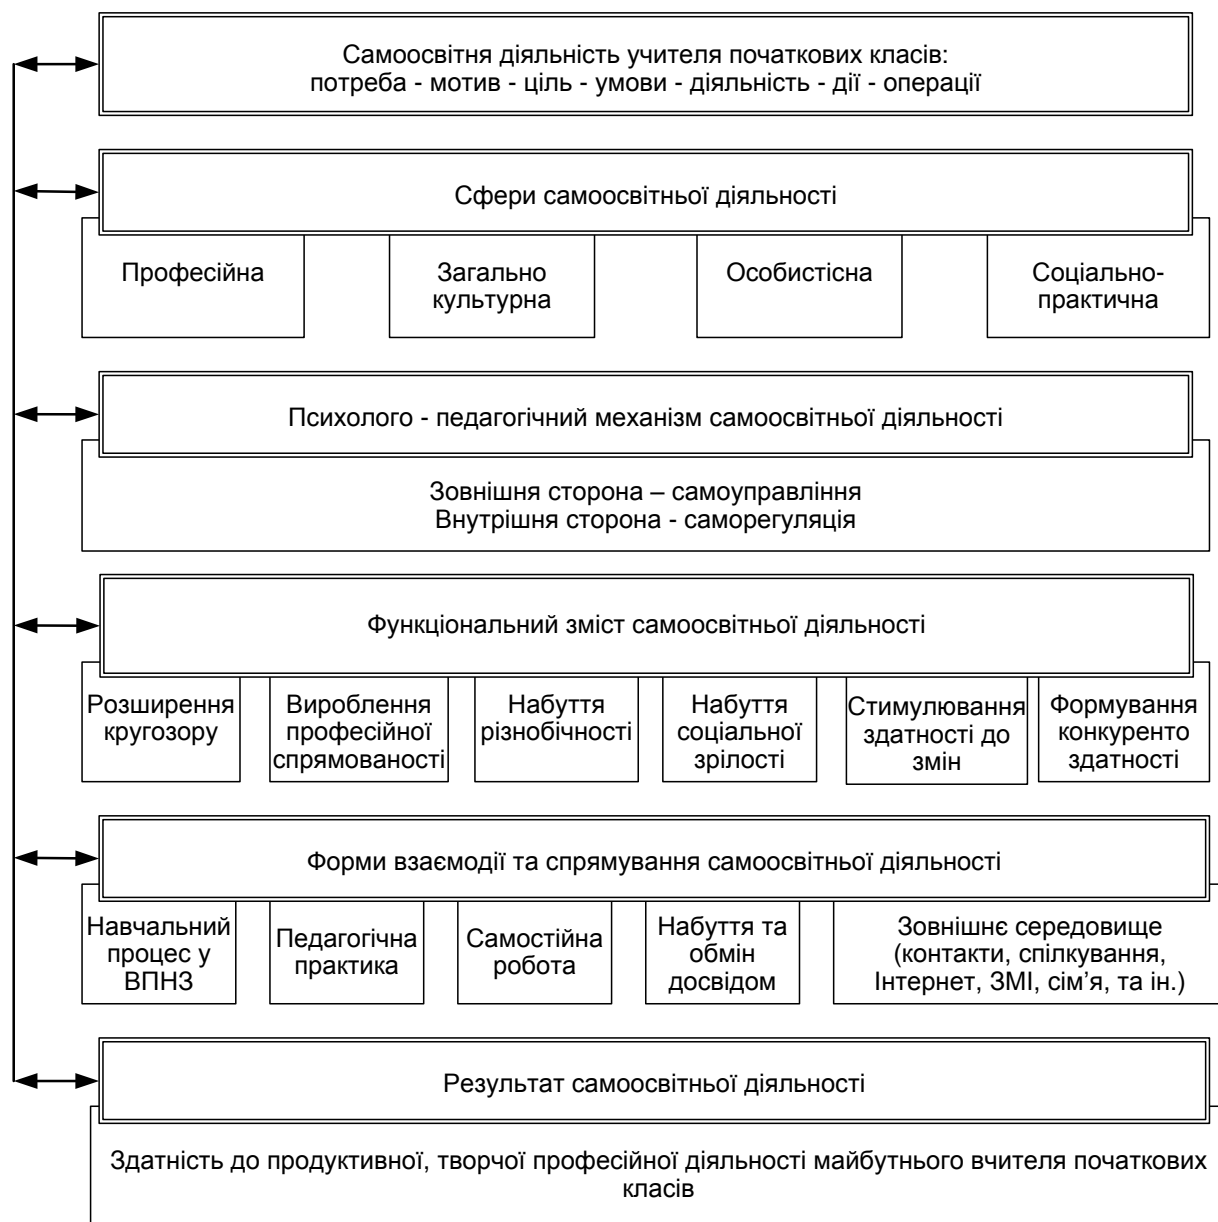 Самоосвітня діяльність учителя початкових класів:
потреба - мотив - ціль - умови - діяльність - дії - операції
Сфери самоосвітньої діяльності
Професійна
Загально
культурна
Особистісна
Соціально-
практична
Психолого - педагогічний механізм самоосвітньої діяльності
Зовнішня сторона – самоуправління
Внутрішня сторона - саморегуляція
Функціональний зміст самоосвітньої діяльності
Розширення
кругозору
Вироблення
професійної
спрямованості
Набуття
різнобічності
Набуття
соціальної
зрілості
Стимулювання
здатності до
змін
Формування
конкуренто
здатності
Форми взаємодії та спрямування самоосвітньої діяльності
Навчальний
процес у
ВПНЗ
Педагогічна
практика
Самостійна
робота
Набуття та
обмін
досвідом
Зовнішнє середовище
(контакти, спілкування,
Інтернет, ЗМІ, сім’я, та ін.)
Результат самоосвітньої діяльності
Здатність до продуктивної, творчої професійної діяльності майбутнього вчителя початкових
класів